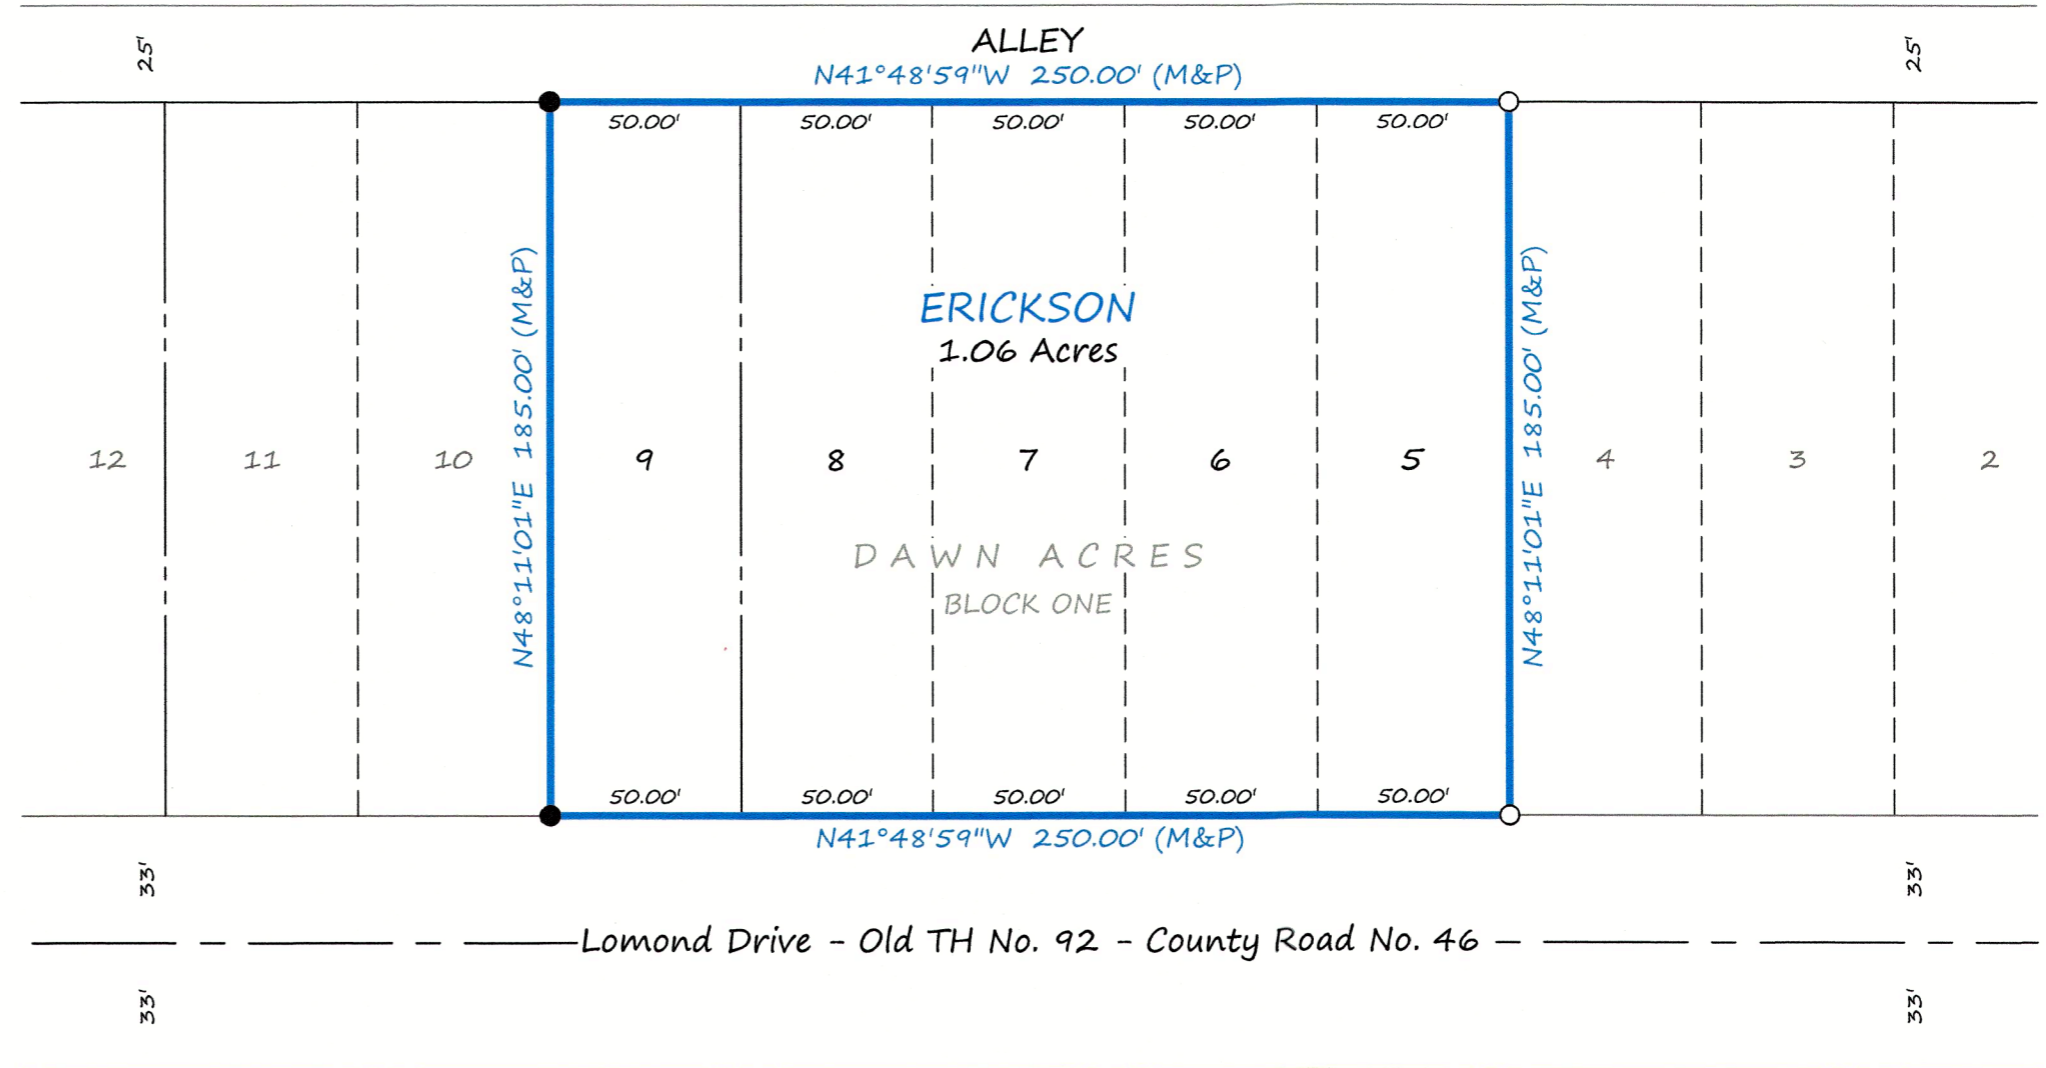 25'
ALLEY
25'
N41°48'59"W 250.00' (M&P)
50.00' 50.00' 50.00' 50.00' 50.00'
N48°11'01"E 185.00' (M&P)
ERICKSON
1.06 Acres
N48°11'01"E 185.00' (M&P)
12 11 10 9 8 7 6 5 4 3 2
DAWN ACRES
BLOCK ONE
50.00' 50.00' 50.00' 50.00' 50.00'
N41°48'59"W 250.00' (M&P)
33'
33'
Lomond Drive - Old TH No. 92 - County Road No. 46
33'
33'